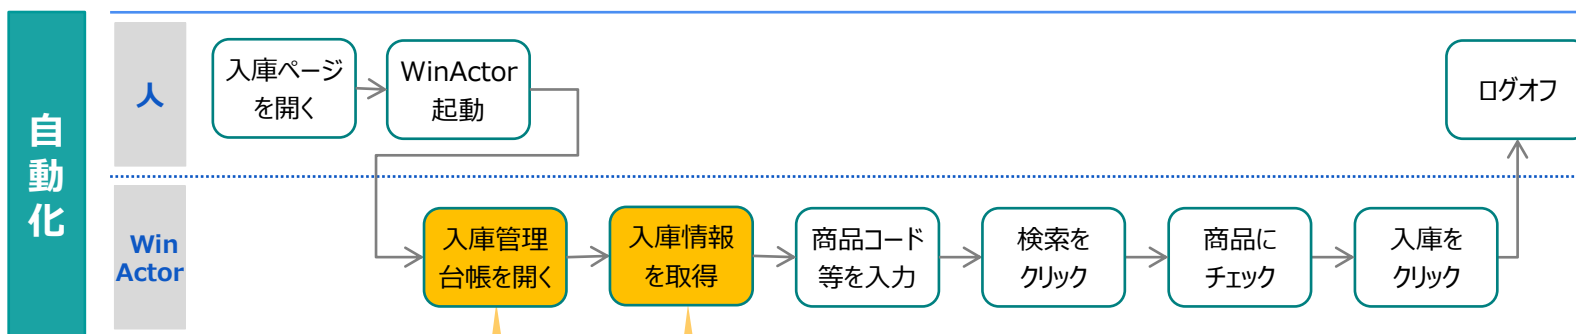 自動化
人
入庫ページ
を開く
WinActor
起動
ログオフ
Win
Actor
入庫管理
台帳を開く
入庫情報
を取得
商品コード
等を入力
検索を
クリック
商品に
チェック
入庫を
クリック